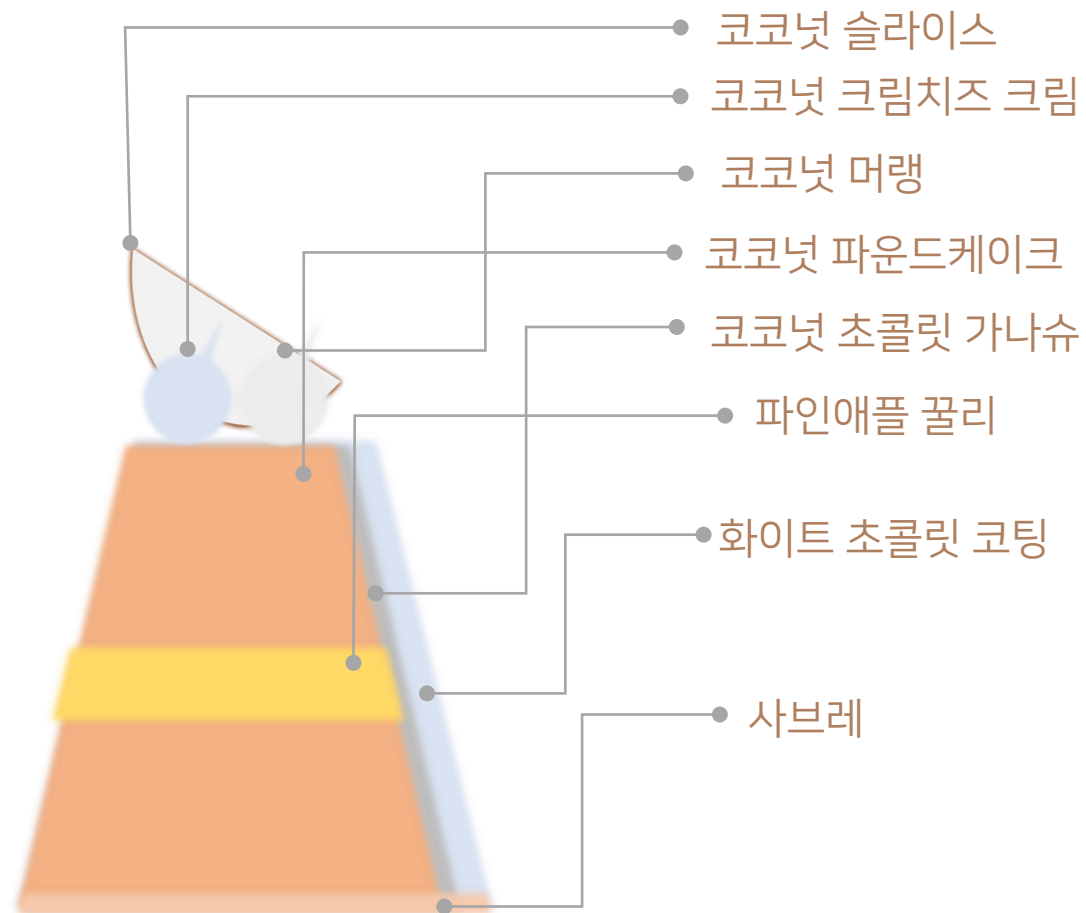 코코넛 슬라이스
코코넛 크림치즈 크림
코코넛 머랭
코코넛 파운드케이크
코코넛 초콜릿 가나슈
파인애플 꿀리
화이트 초콜릿 코팅
사브레